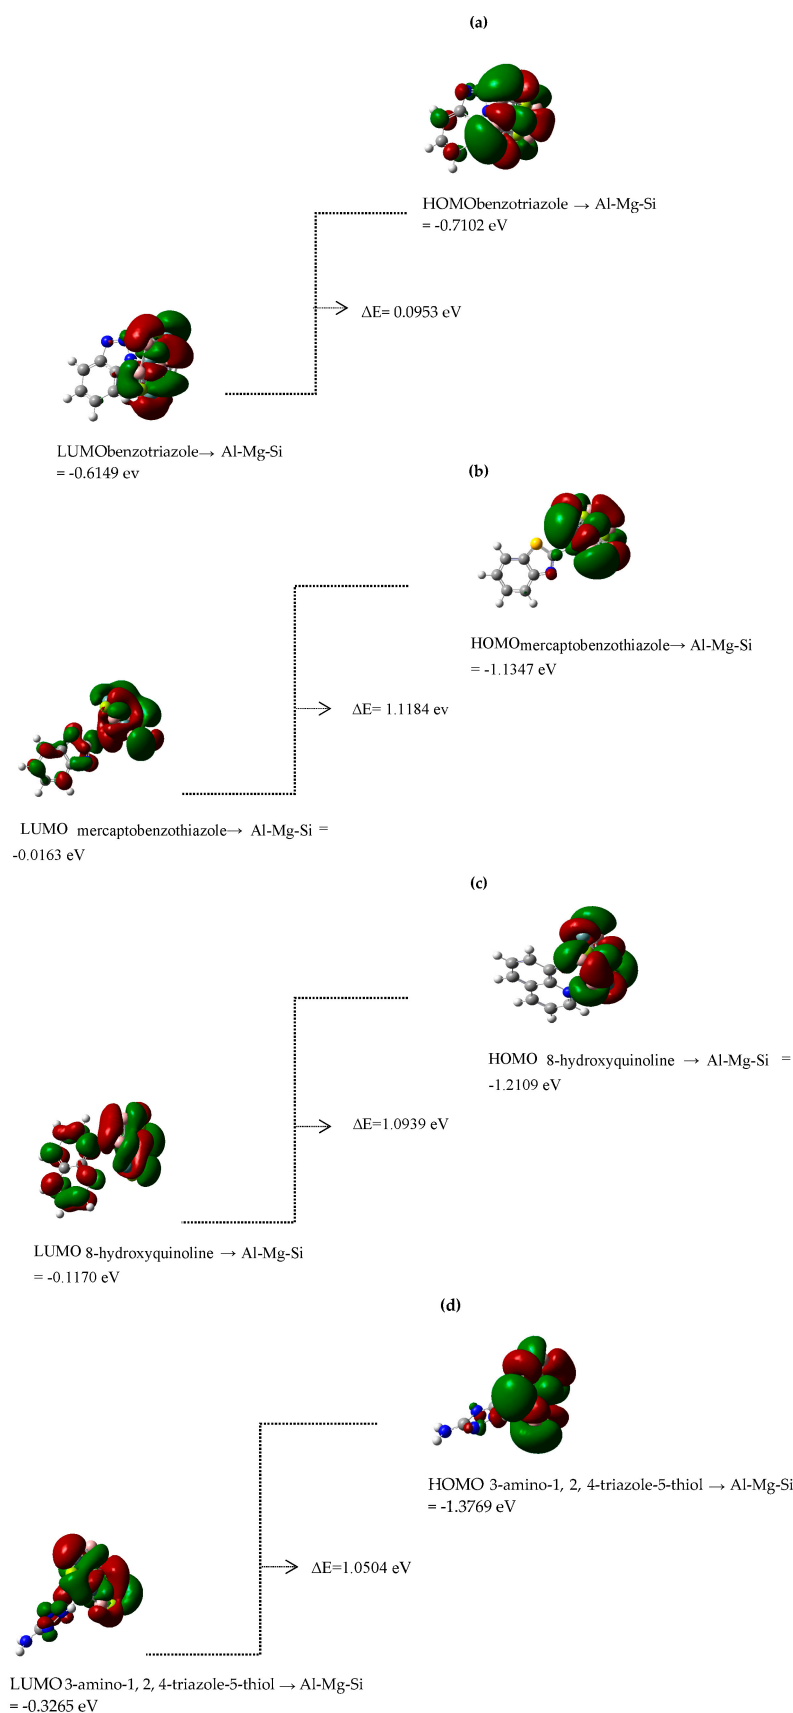 (a)
HOMObenzotriazole → Al-Mg-Si
= -0.7102 eV
ΔE= 0.0953 eV
LUMObenzotriazole→ Al-Mg-Si
= -0.6149 ev
(b)
HOMOmercaptobenzothiazole→ Al-Mg-Si
= -1.1347 eV
ΔE= 1.1184 ev
LUMO mercaptobenzothiazole→ Al-Mg-Si =
-0.0163 eV
(c)
HOMO 8-hydroxyquinoline → Al-Mg-Si =
-1.2109 eV
ΔE=1.0939 eV
LUMO 8-hydroxyquinoline → Al-Mg-Si
= -0.1170 eV
(d)
HOMO 3-amino-1, 2, 4-triazole-5-thiol → Al-Mg-Si
= -1.3769 eV
ΔE=1.0504 eV
LUMO 3-amino-1, 2, 4-triazole-5-thiol → Al-Mg-Si
= -0.3265 eV